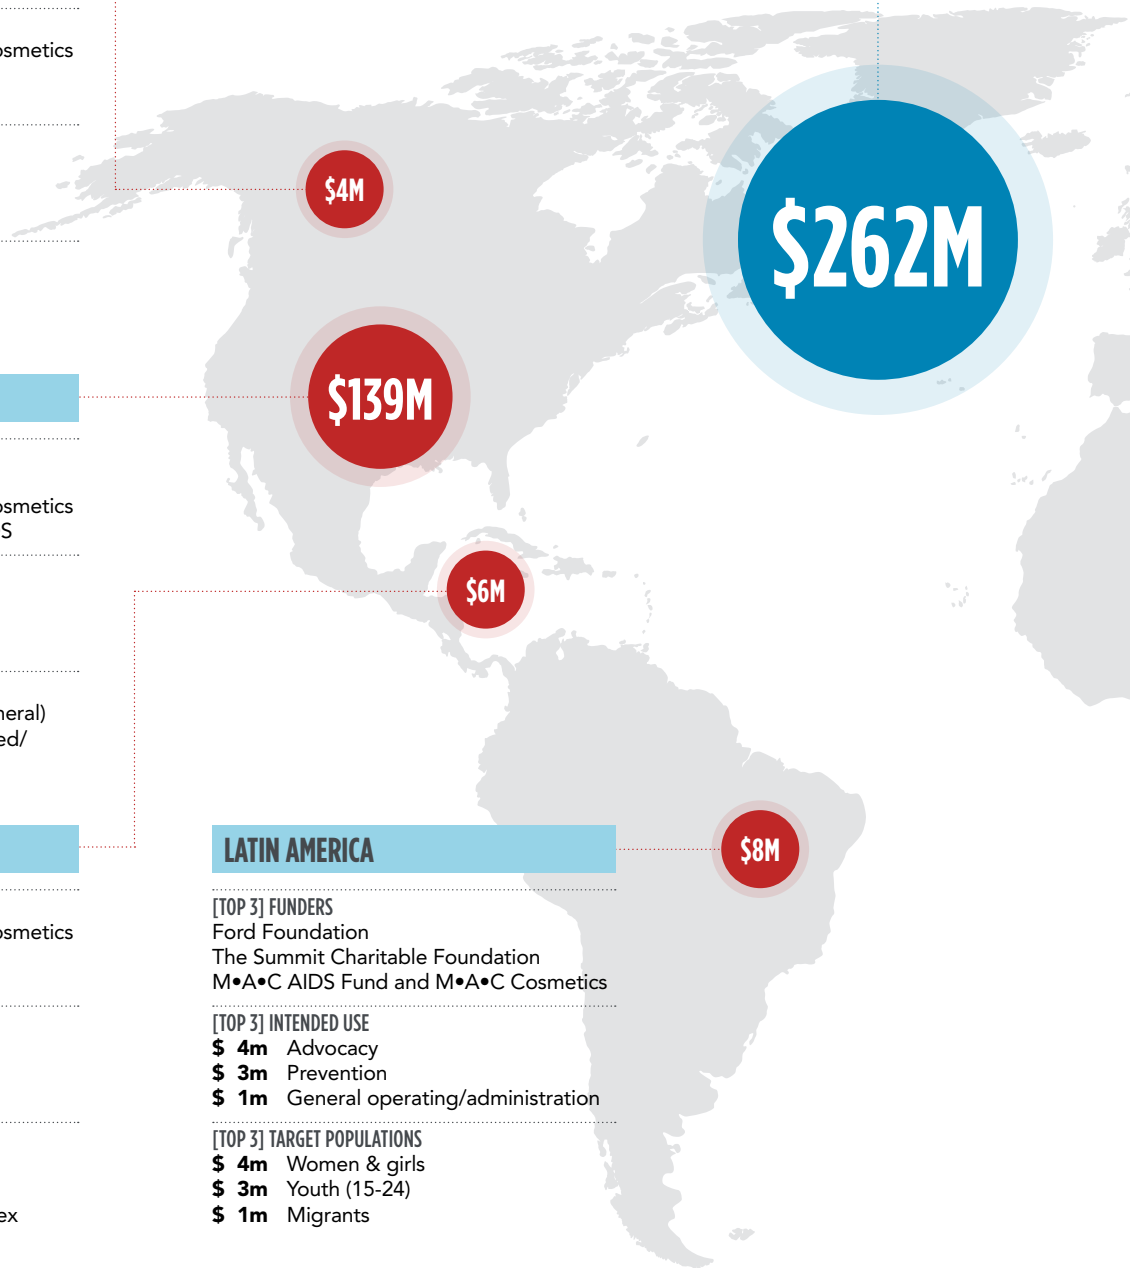 osmetics
$4M
$262M
$139M
osmetics
S
$6M
neral)
ed/
$8M
LATIN AMERICA
osmetics
[TOP 3] FUNDERS
Ford Foundation
The Summit Charitable Foundation
M•A•C AIDS Fund and M•A•C Cosmetics
[TOP 3] INTENDED USE
$ 4m Advocacy
$ 3m Prevention
$ 1m General operating/administration
[TOP 3] TARGET POPULATIONS
$ 4m Women & girls
$ 3m Youth (15-24)
$ 1m Migrants
ex